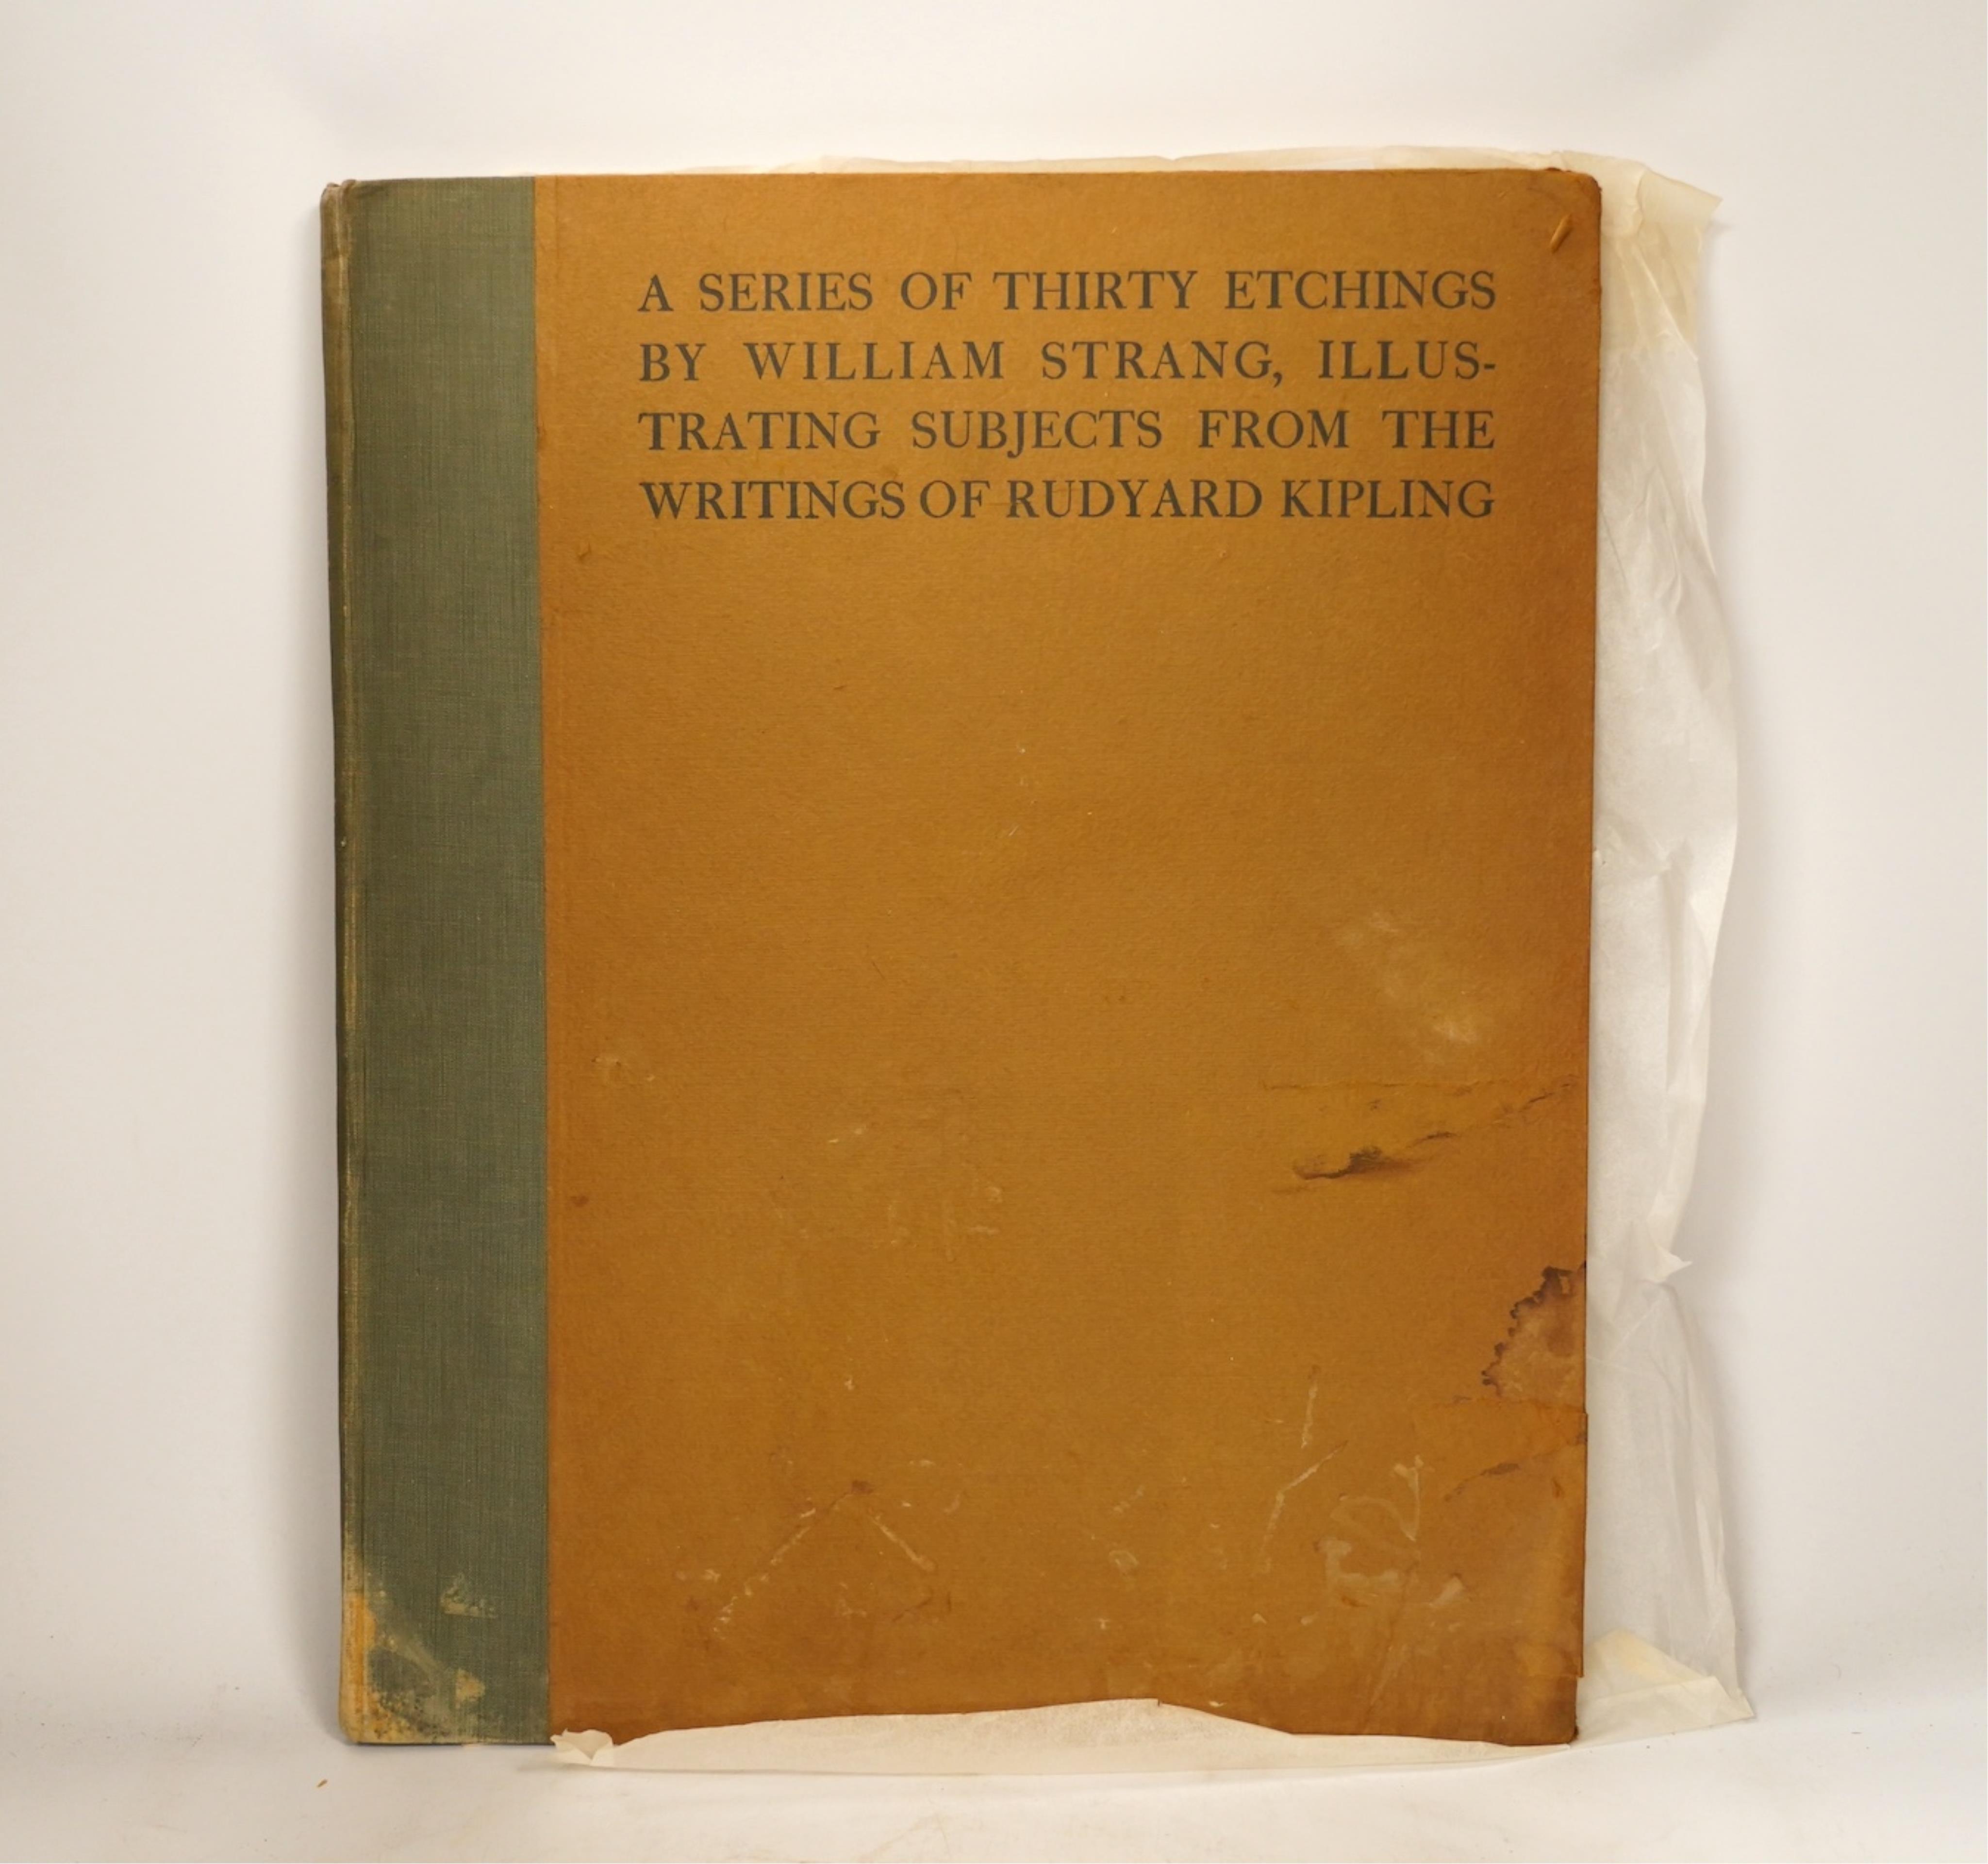 A SERIES OF THIRTY ETCHINGS
BY WILLIAM STRANG, ILLUS-
TRATING SUBJECTS FROM THE
WRITINGS OF RUDYARD KIPLING